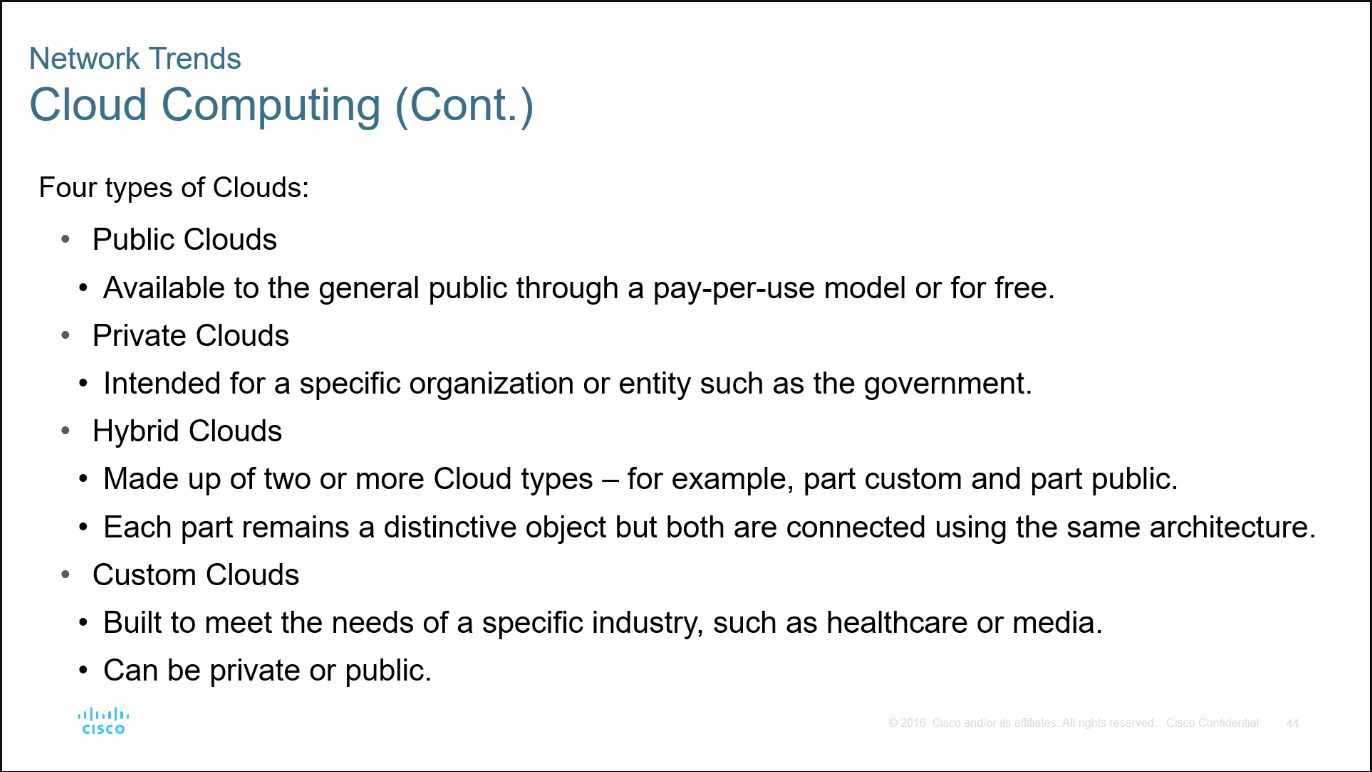 Network Trends
Cloud Computing (Cont.)
Four types of Clouds:
• Public Clouds
• Available to the general public through a pay-per-use model or for free.
• Private Clouds
• Intended for a specific organization or entity such as the government.
• Hybrid Clouds
• Made up of two or more Cloud types – for example, part custom and part public.
• Each part remains a distinctive object but both are connected using the same architecture.
• Custom Clouds
• Built to meet the needs of a specific industry, such as healthcare or media.
• Can be private or public.
CISCO
© 2016 Cisco and/or its affiliates. All rights reserved. Cisco Confidential 44